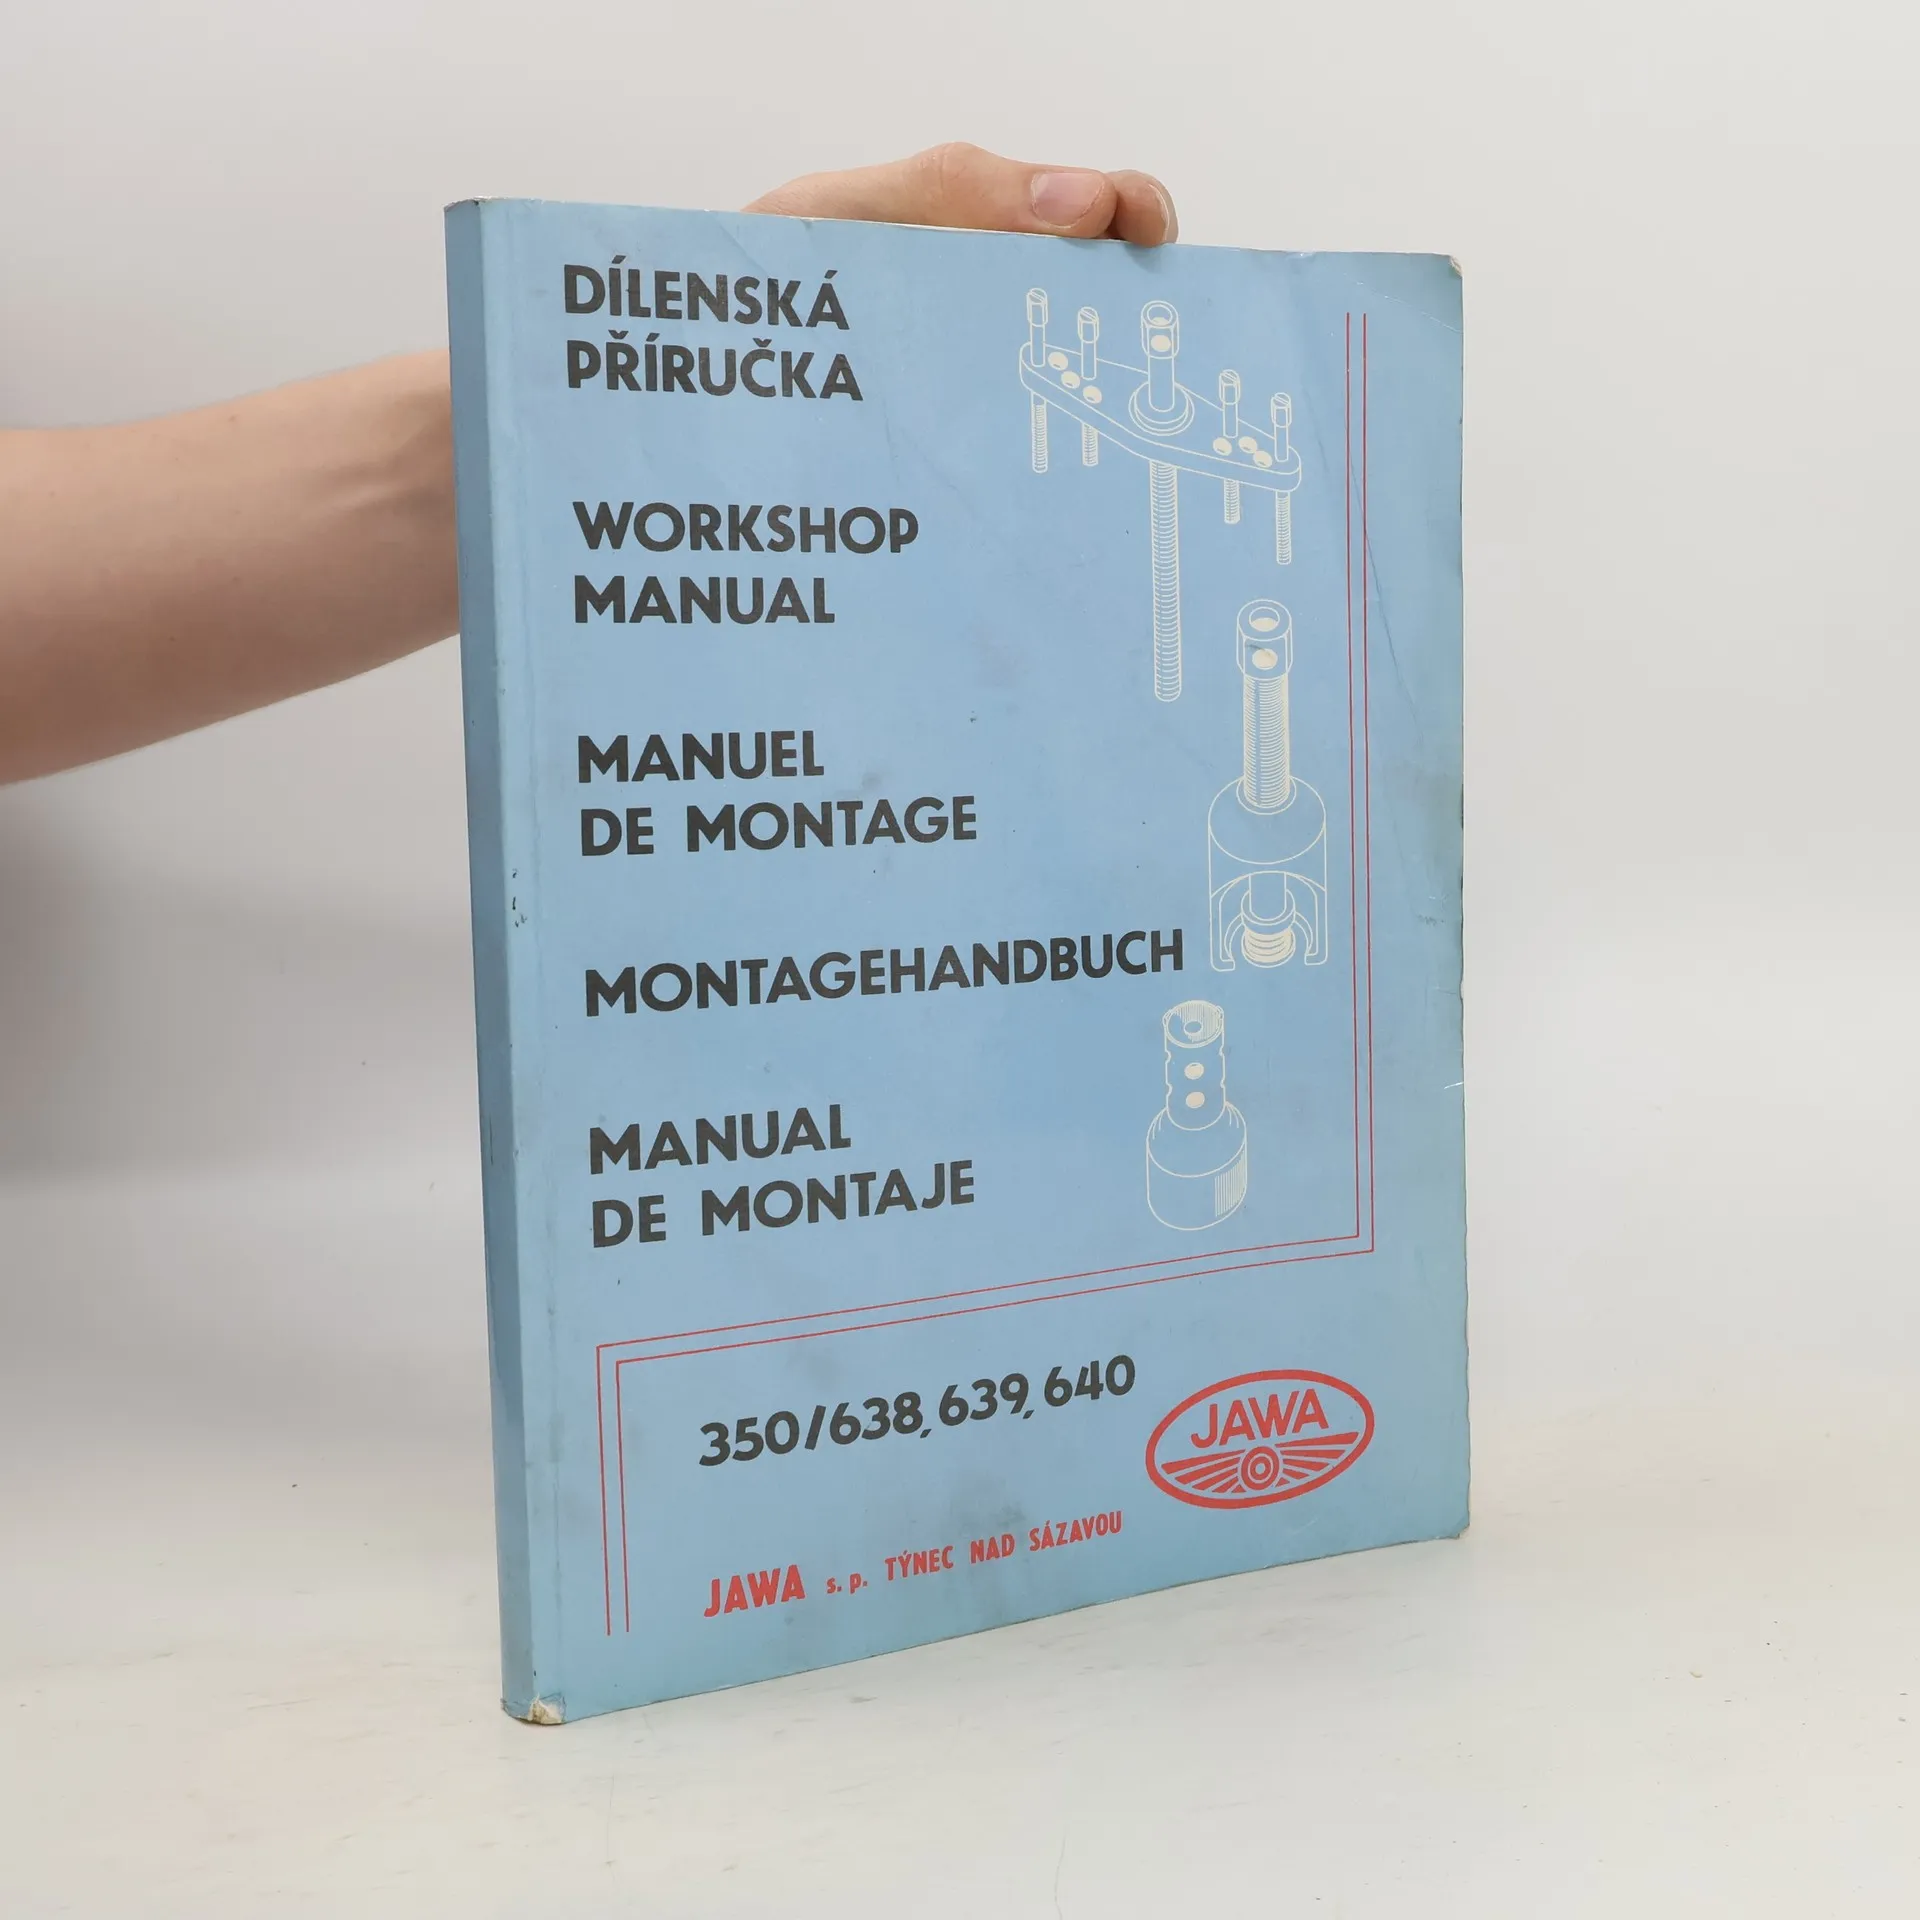 DÍLENSKÁ
PŘÍRUČKA
WORKSHOP
MANUAL
MANUEL
DE MONTAGE
MONTAGEHANDBUCH
MANUAL
DE MONTAJE
350/638, 639, 640
JAWA
JAWA s. p. TÝNEC NAD SÁZAVOU